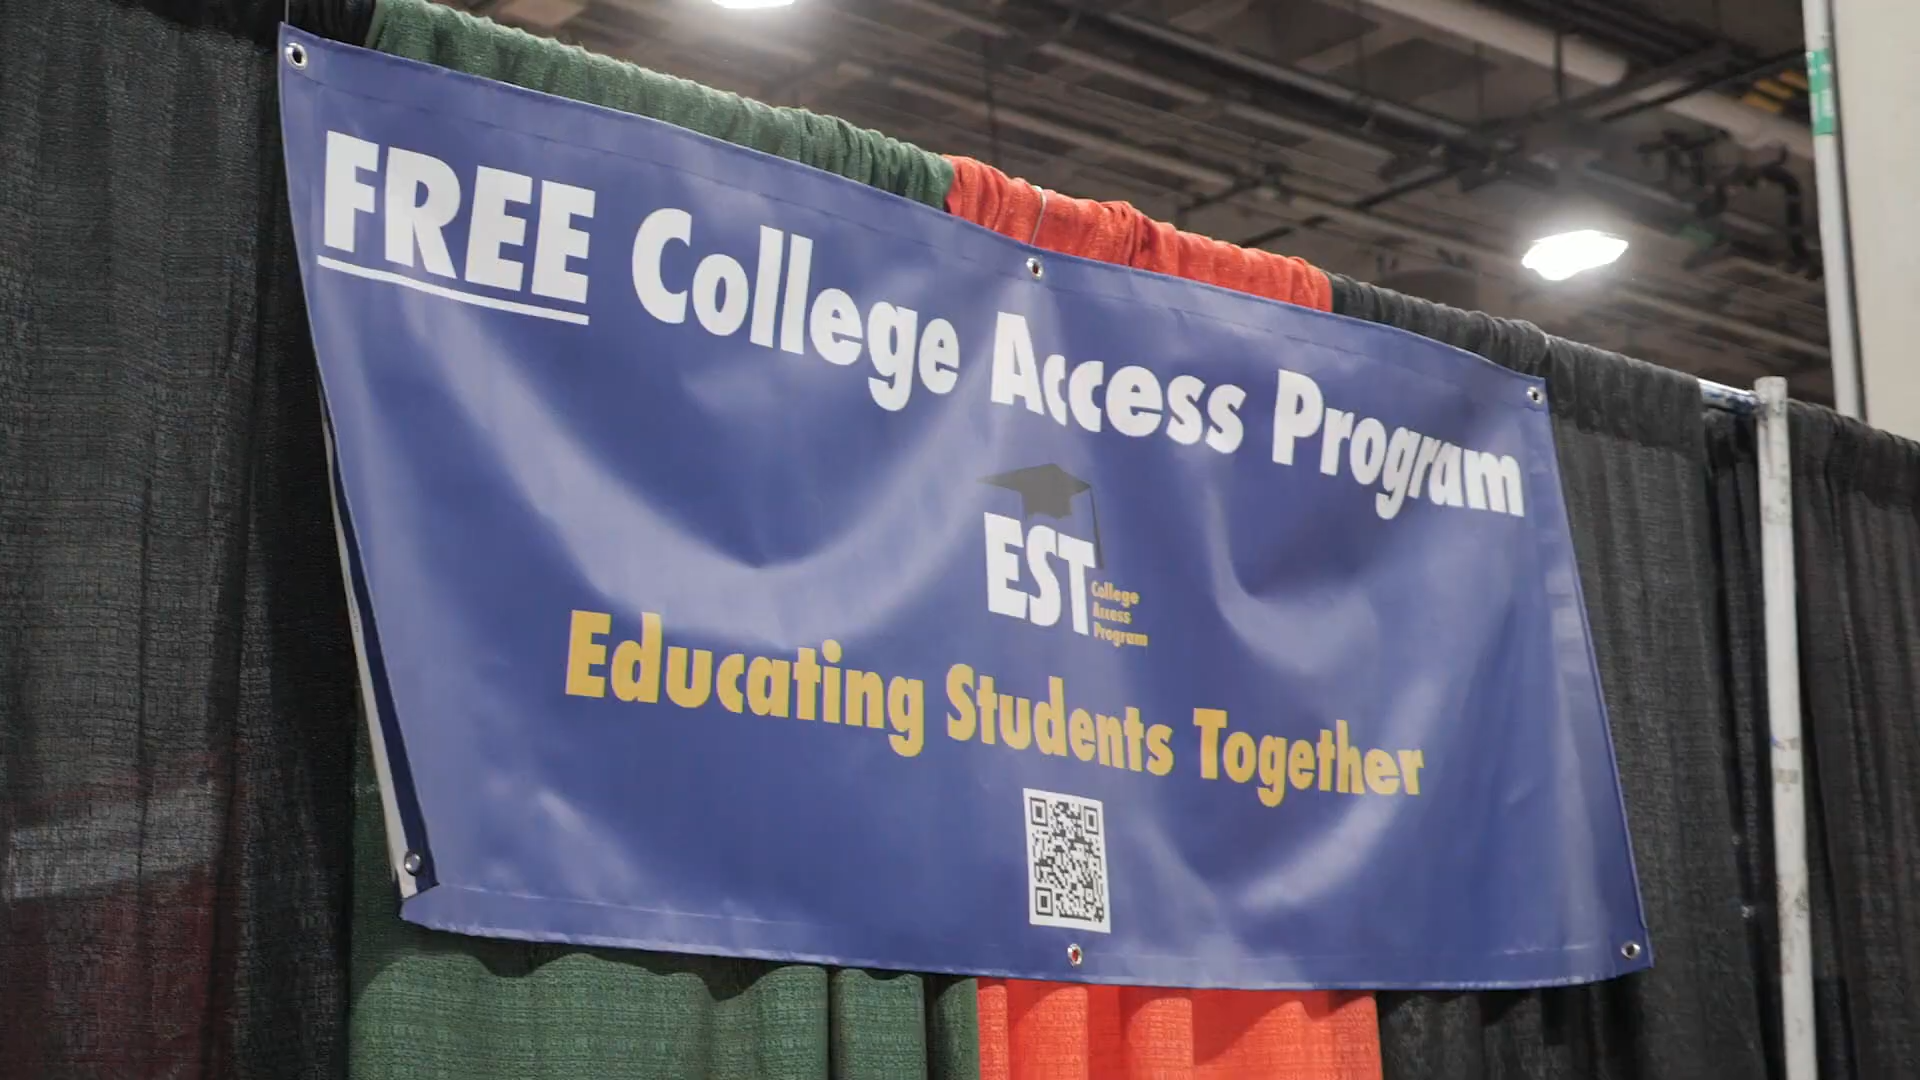 FREE College Access Program
EST
College
Access
Program
Educating Students Together